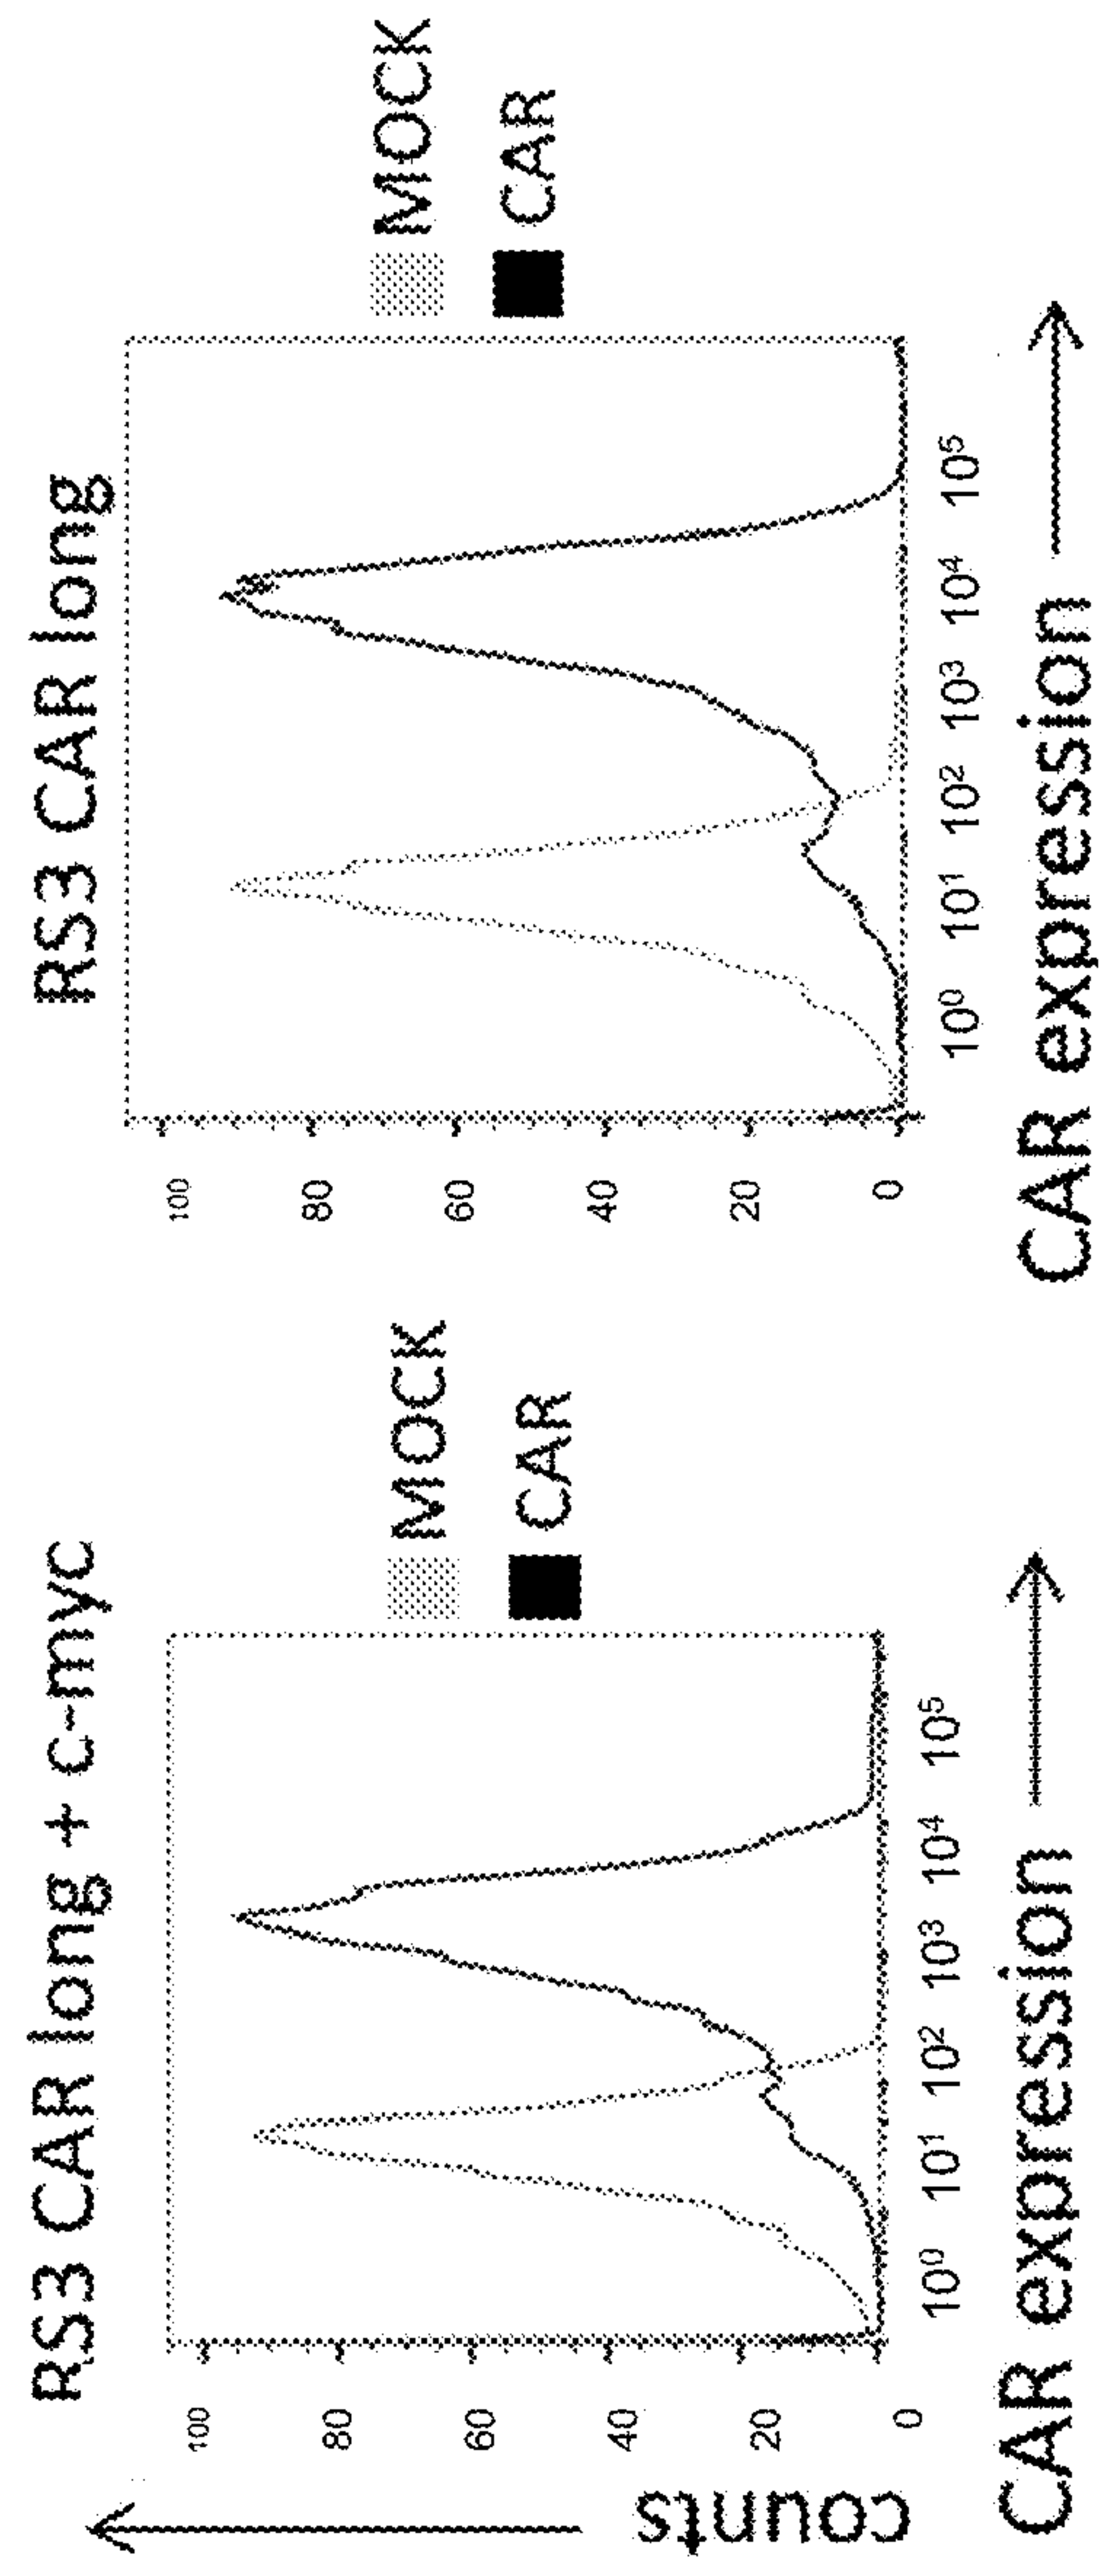 RS3 CAR long + c-myc
100
80
60
40
20
0
counts
10⁰ 10¹ 10² 10³ 10⁴ 10⁵
CAR expression
MOCK
CAR
RS3 CAR long
100
80
60
40
20
0
10⁰ 10¹ 10² 10³ 10⁴ 10⁵
CAR expression
MOCK
CAR